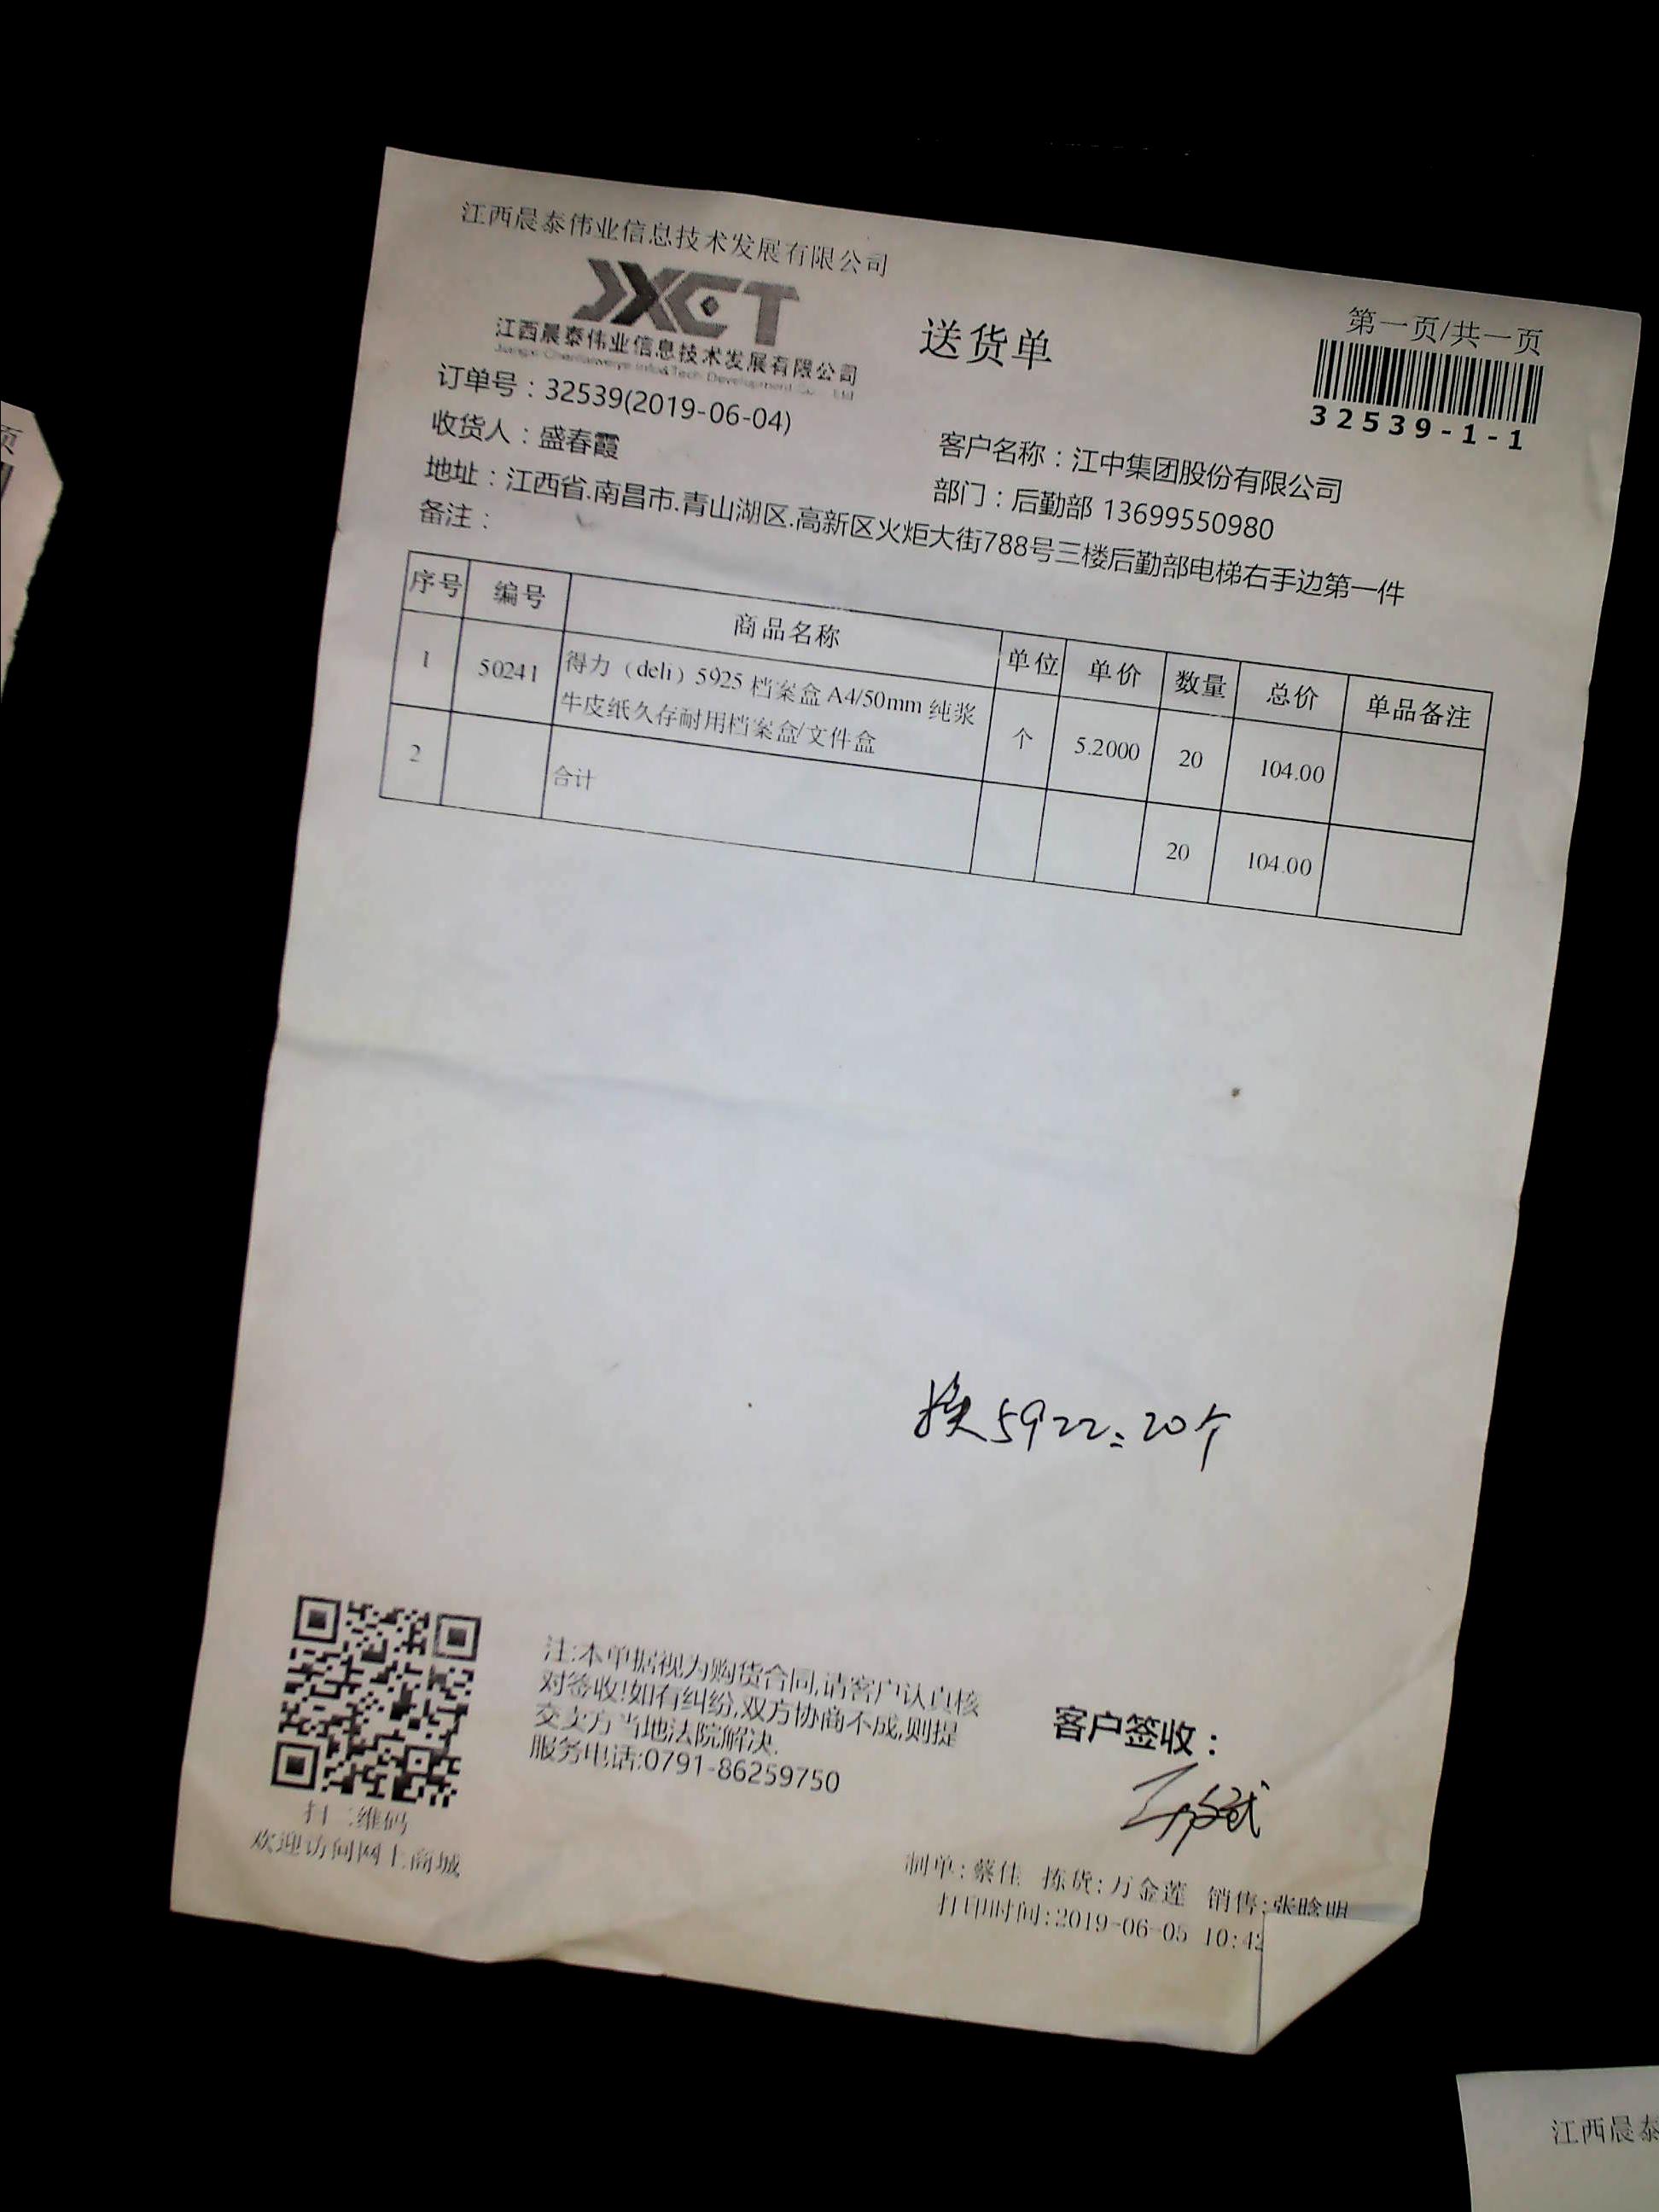 江西晨泰伟业信息技术发展有限公司
JXCT
江西晨泰伟业信息技术发展有限公司
送货单
第一页/共一页
32539-1-1
订单号：32539(2019-06-04)
收货人：盛春霞
客户名称：江中集团股份有限公司
部门：后勤部 13699550980
地址：江西省.南昌市.青山湖区.高新区火炬大街788号三楼后勤部电梯右手边第一件
备注：
序号 编号 商品名称 单位 单价 数量 总价 单品备注
1 50241 得力（deli）5925 档案盒 A4/50mm 纯浆
牛皮纸久存耐用档案盒/文件盒 个 5.2000 20 104.00
2 合计 20 104.00
换5922: 20个
注:本单据视为购货合同,请客户认真核
对签收!如有纠纷,双方协商不成,则提
交卖方当地法院解决.
服务电话:0791-86259750
客户签收：
扫二维码
欢迎访问网上商城
制单:蔡佳 拣货:万金莲 销售:张晗明
打印时间:2019-06-05 10:42
页
江西晨泰